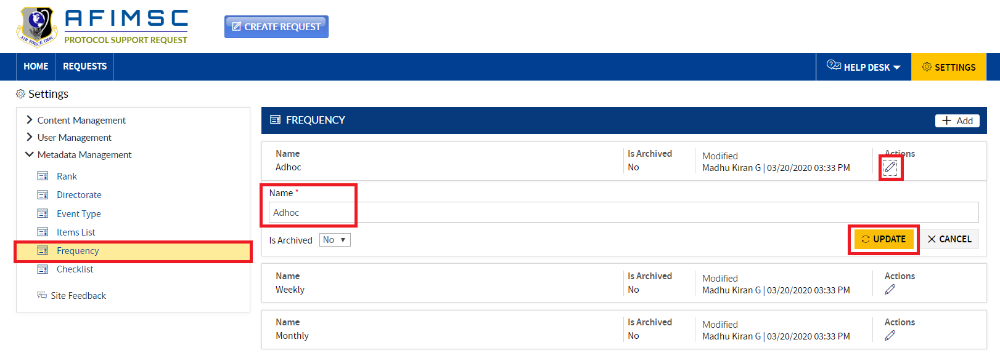 AFIMSC
PROTOCOL SUPPORT REQUEST
AIR FORCE IMSC
CREATE REQUEST
HOME
REQUESTS
HELP DESK
SETTINGS
Settings
Content Management
User Management
Metadata Management
Rank
Directorate
Event Type
Items List
Frequency
Checklist
Site Feedback
FREQUENCY
Add
Name
Adhoc
Is Archived
No
Modified
Madhu Kiran G | 03/20/2020 03:33 PM
Actions
Name *
Adhoc
Is Archived No
UPDATE
CANCEL
Name
Weekly
Is Archived
No
Modified
Madhu Kiran G | 03/20/2020 03:33 PM
Actions
Name
Monthly
Is Archived
No
Modified
Madhu Kiran G | 03/20/2020 03:33 PM
Actions